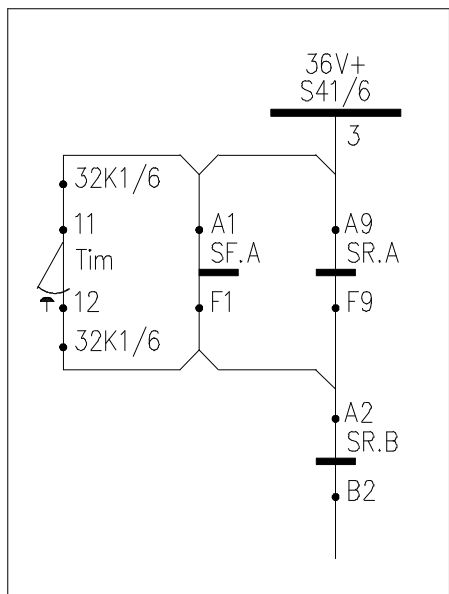 36V+
S41/6
3
32K1/6
11
A1
A9
Tim
SF.A
SR.A
12
F1
F9
32K1/6
A2
SR.B
B2